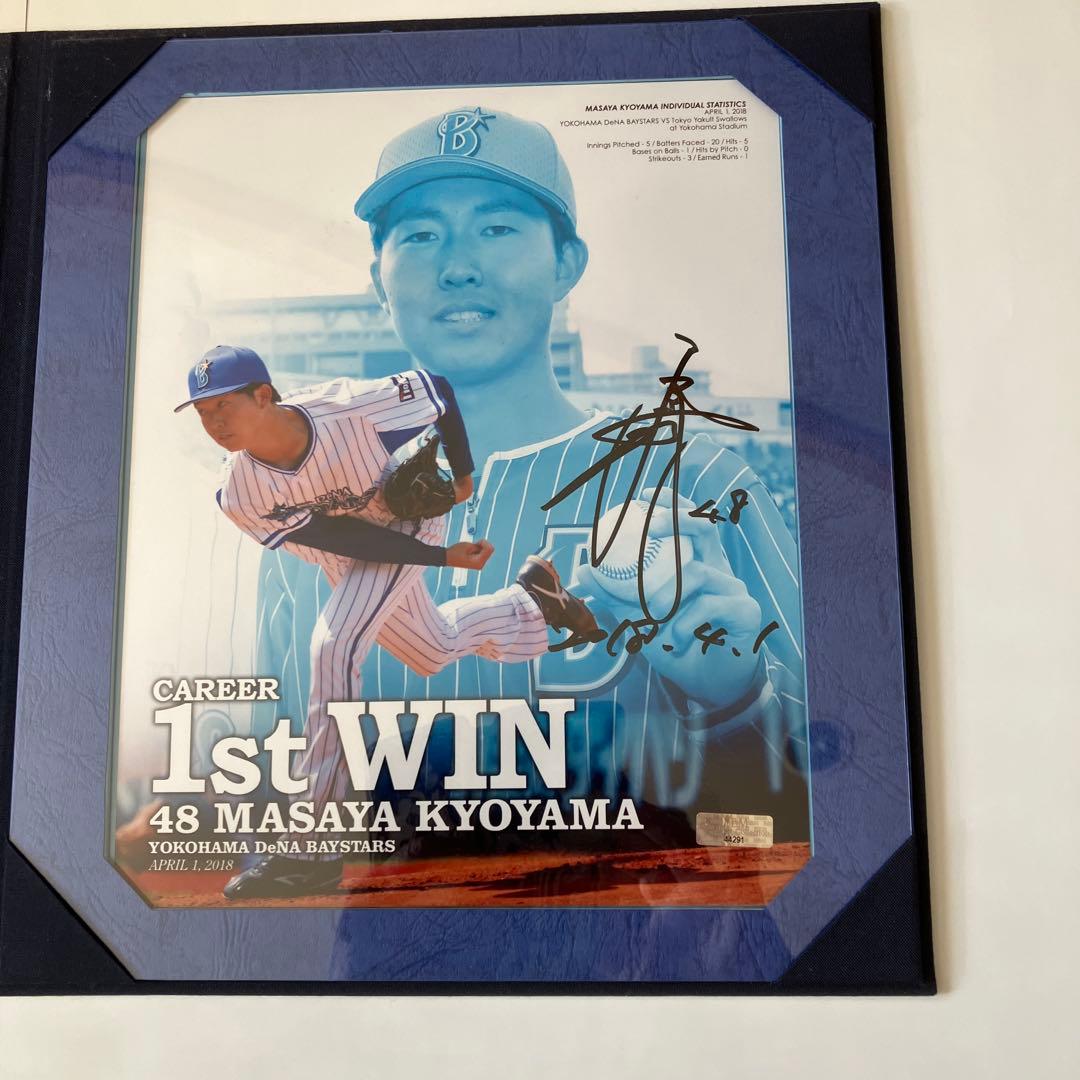 MASAYA KYOYAMA INDIVIDUAL STATISTICS
APRIL 1, 2018
YOKOHAMA DeNA BAYSTARS VS Tokyo Yakult Swallows
at Yokohama Stadium
Innings Pitched - 5 / Batters Faced - 20 / Hits - 5
Bases on Balls - 1 / Hits by Pitch - 0
Strikeouts - 3 / Earned Runs - 1
B
B
48
2018.4.1
CAREER
1st WIN
48 MASAYA KYOYAMA
YOKOHAMA DeNA BAYSTARS
APRIL 1, 2018
44291